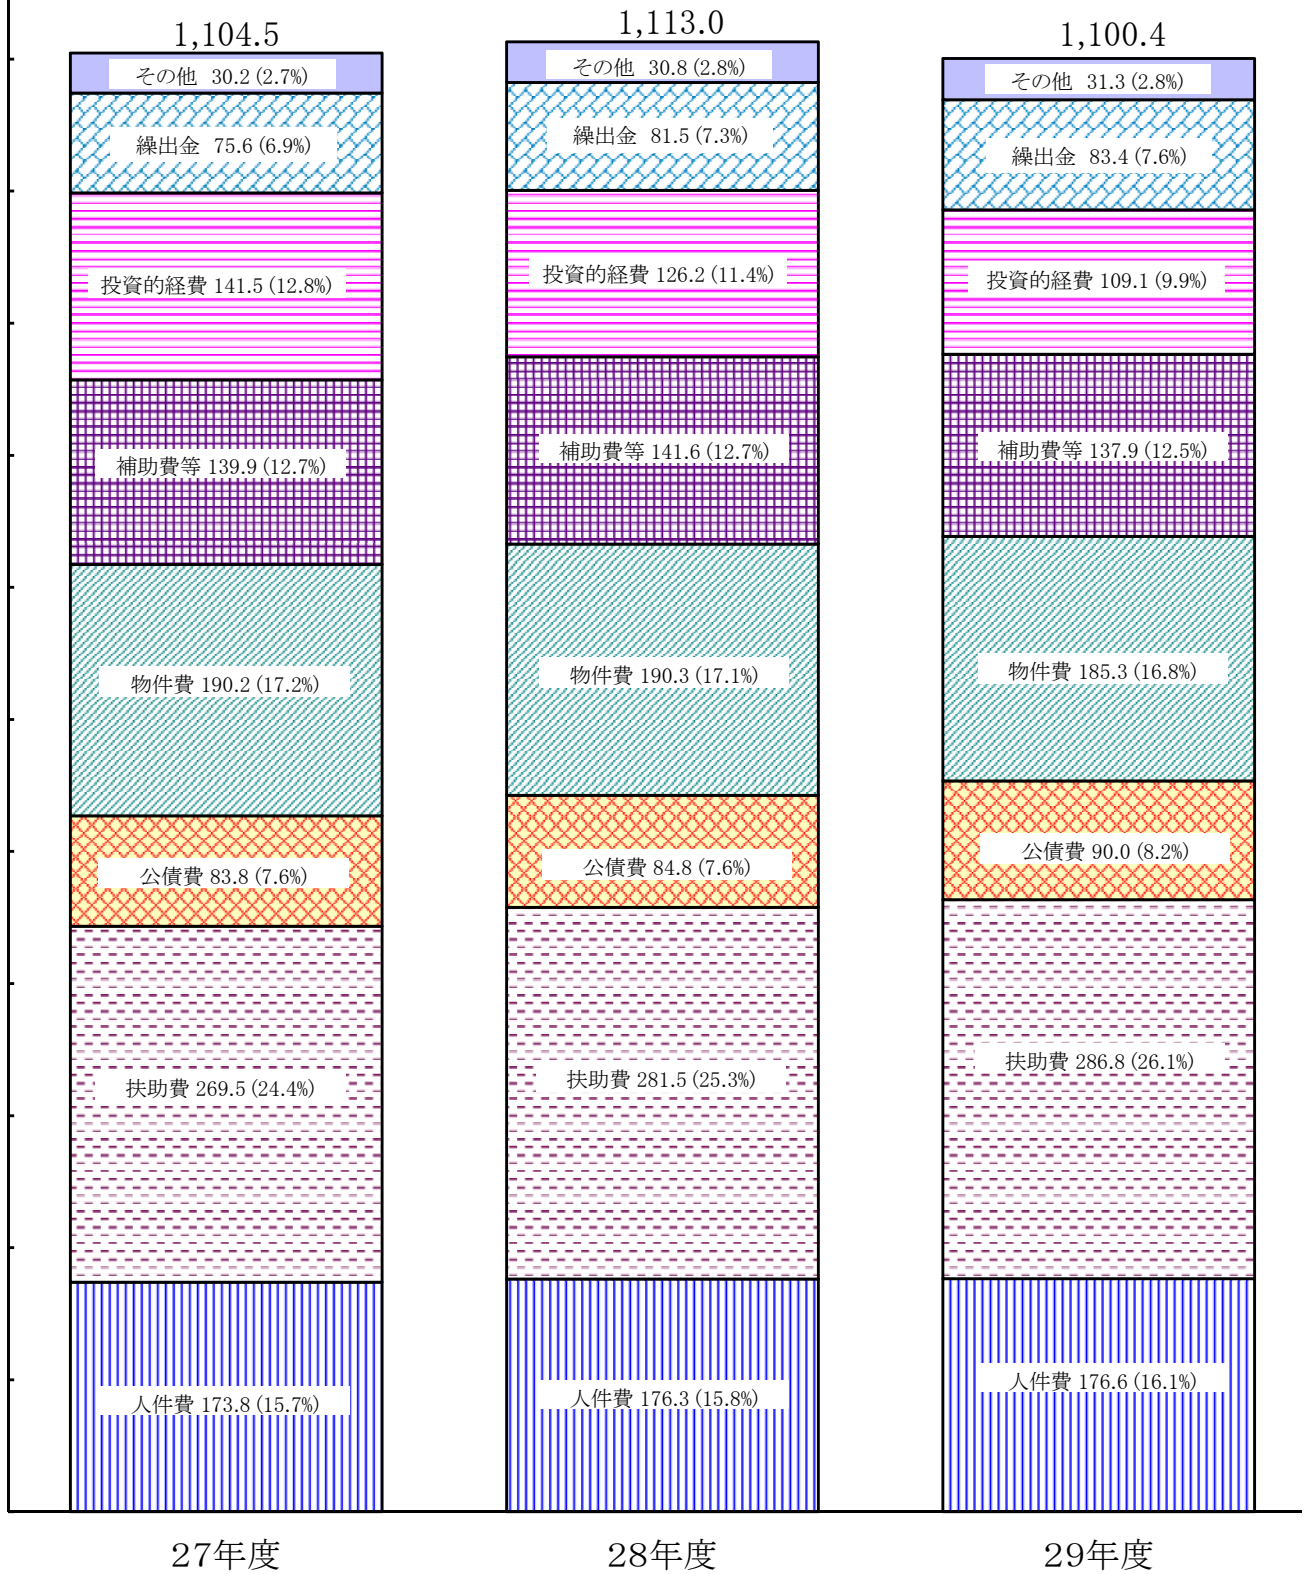 1,104.5
その他 30.2 (2.7%)
繰出金 75.6 (6.9%)
投資的経費 141.5 (12.8%)
補助費等 139.9 (12.7%)
物件費 190.2 (17.2%)
公債費 83.8 (7.6%)
扶助費 269.5 (24.4%)
人件費 173.8 (15.7%)
27年度
1,113.0
その他 30.8 (2.8%)
繰出金 81.5 (7.3%)
投資的経費 126.2 (11.4%)
補助費等 141.6 (12.7%)
物件費 190.3 (17.1%)
公債費 84.8 (7.6%)
扶助費 281.5 (25.3%)
人件費 176.3 (15.8%)
28年度
1,100.4
その他 31.3 (2.8%)
繰出金 83.4 (7.6%)
投資的経費 109.1 (9.9%)
補助費等 137.9 (12.5%)
物件費 185.3 (16.8%)
公債費 90.0 (8.2%)
扶助費 286.8 (26.1%)
人件費 176.6 (16.1%)
29年度